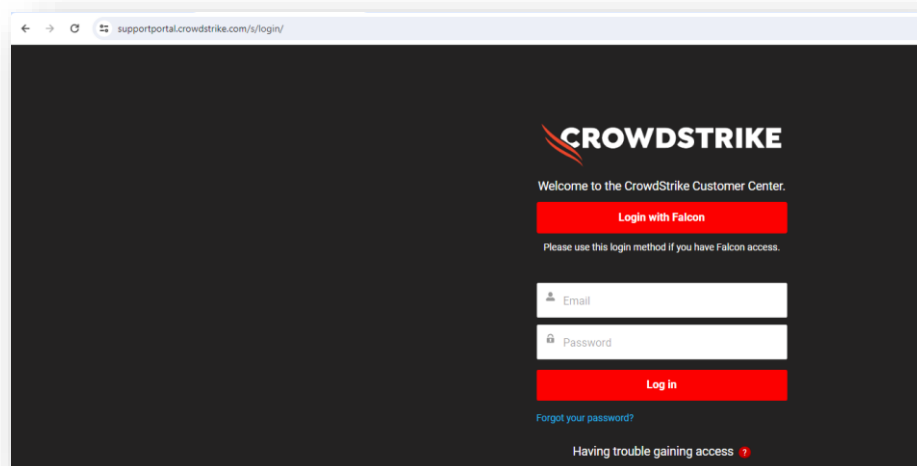 supportportal.crowdstrike.com/s/login/
CROWDSTRIKE
Welcome to the CrowdStrike Customer Center.
Login with Falcon
Please use this login method if you have Falcon access.
Email
Password
Log in
Forgot your password?
Having trouble gaining access ?